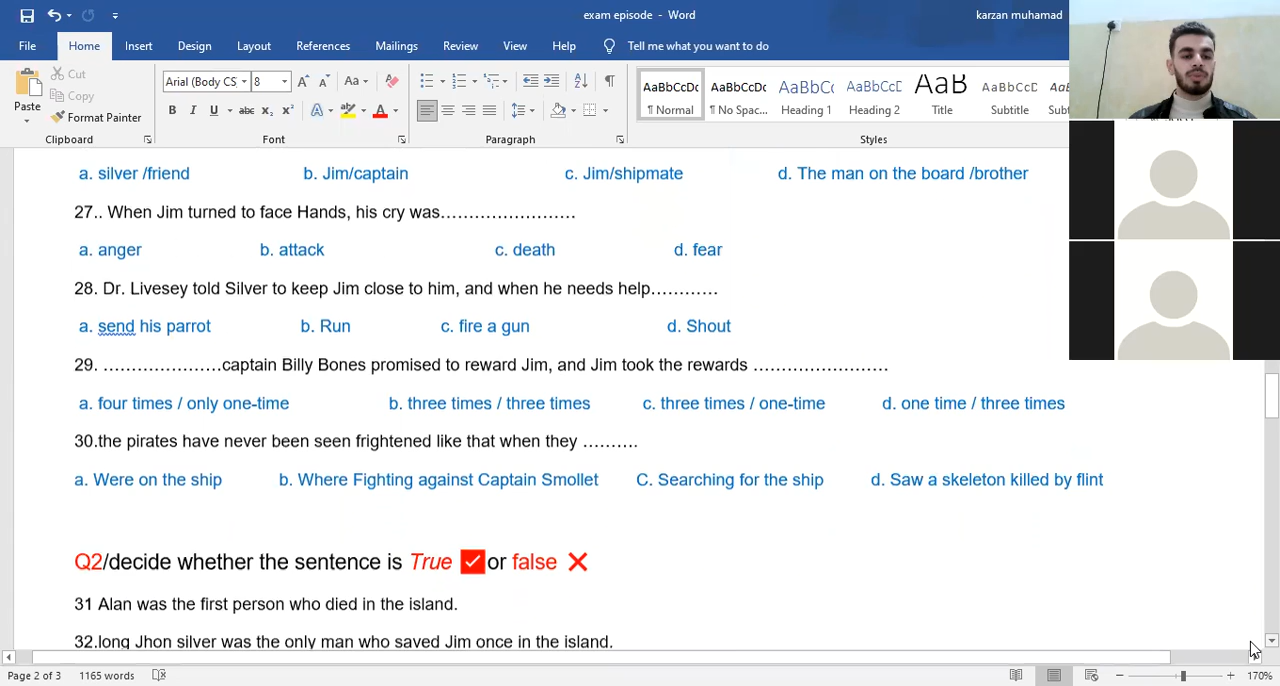 exam episode - Word
karzan muhamad
File Home Insert Design Layout References Mailings Review View Help Tell me what you want to do
Paste
Cut
Copy
Format Painter
Arial (Body CS 8
Aa
B I U abc x₂ x² A A
AaBbCcDc AaBbCcDc AaBbCc AaBbCcD AaB AaBbCcD
¶ Normal ¶ No Spac... Heading 1 Heading 2 Title Subtitle
Clipboard Font Paragraph Styles
a. silver /friend b. Jim/captain c. Jim/shipmate d. The man on the board /brother
27.. When Jim turned to face Hands, his cry was……………………
a. anger b. attack c. death d. fear
28. Dr. Livesey told Silver to keep Jim close to him, and when he needs help…………
a. send his parrot b. Run c. fire a gun d. Shout
29. …………………captain Billy Bones promised to reward Jim, and Jim took the rewards ……………………
a. four times / only one-time b. three times / three times c. three times / one-time d. one time / three times
30.the pirates have never been seen frightened like that when they ……….
a. Were on the ship b. Where Fighting against Captain Smollet C. Searching for the ship d. Saw a skeleton killed by flint
Q2/decide whether the sentence is True or false
31 Alan was the first person who died in the island.
32.long Jhon silver was the only man who saved Jim once in the island.
Page 2 of 3 1165 words 170%